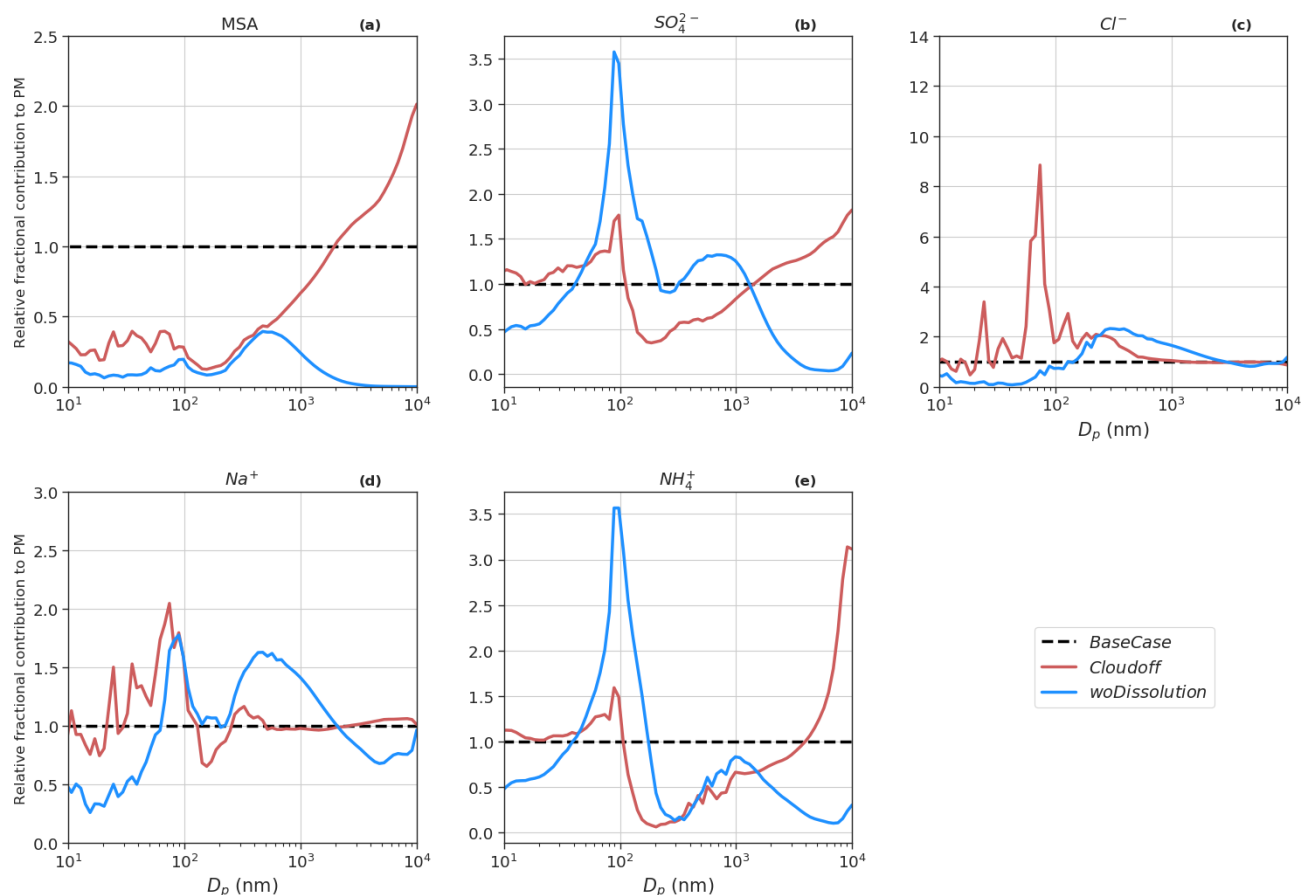 MSA (a)
Relative fractional contribution to PM
2.5
2.0
1.5
1.0
0.5
0.0
10¹ 10² 10³ 10⁴
SO₄²⁻ (b)
3.5
3.0
2.5
2.0
1.5
1.0
0.5
0.0
10¹ 10² 10³ 10⁴
Cl⁻ (c)
14
12
10
8
6
4
2
0
10¹ 10² 10³ 10⁴
Dₚ (nm)
Na⁺ (d)
Relative fractional contribution to PM
3.0
2.5
2.0
1.5
1.0
0.5
0.0
10¹ 10² 10³ 10⁴
Dₚ (nm)
NH₄⁺ (e)
3.5
3.0
2.5
2.0
1.5
1.0
0.5
0.0
10¹ 10² 10³ 10⁴
Dₚ (nm)
BaseCase
Cloudoff
woDissolution